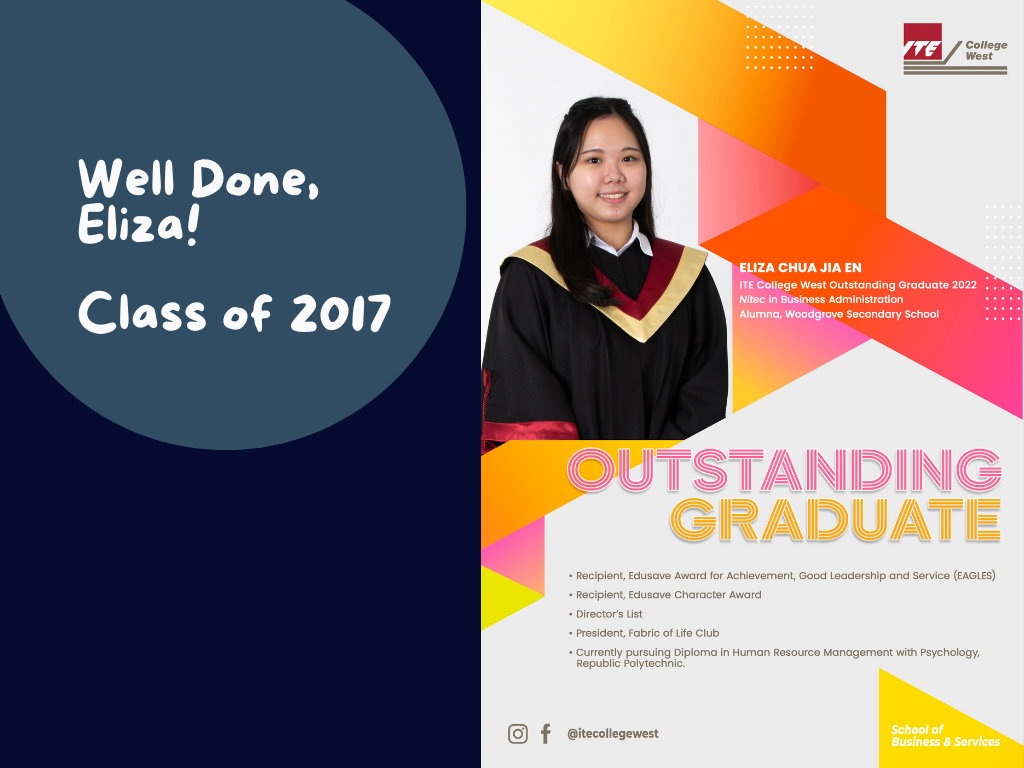 Well Done,
Eliza!
Class of 2017
ITE College
West
ELIZA CHUA JIA EN
ITE College West Outstanding Graduate 2022
Nitec in Business Administration
Alumna, Woodgrove Secondary School
OUTSTANDING
GRADUATE
• Recipient, Edusave Award for Achievement, Good Leadership and Service (EAGLES)
• Recipient, Edusave Character Award
• Director's List
• President, Fabric of Life Club
• Currently pursuing Diploma in Human Resource Management with Psychology,
Republic Polytechnic.
@itecollegewest
School of
Business & Services